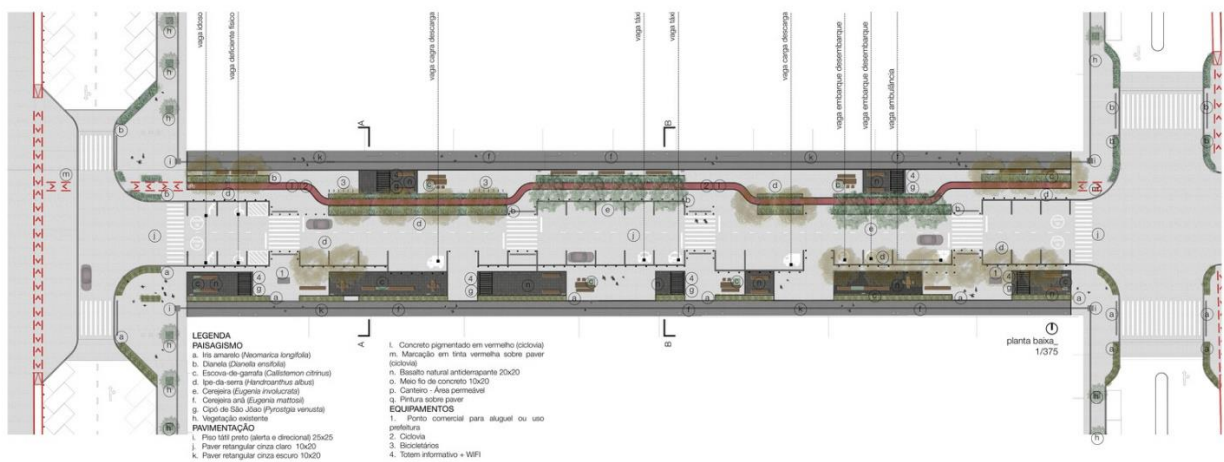 vaga idoso
vaga deficiente físico
vaga cagra descarga
vaga táxi
vaga táxi
vaga carga descarga
vaga embarque desembarque
vaga embarque desembarque
vaga ambulância
A
B
A
B
planta baixa_
1/375
LEGENDA
PAISAGISMO
a. Iris amarelo (Neomarica longifolia)
b. Dianela (Dianella ensifolia)
c. Escova-de-garrafa (Callistemon citrinus)
d. Ipe-da-serra (Handroanthus albus)
e. Cerejeira (Eugenia involucrata)
f. Cerejeira anã (Eugenia mattosii)
g. Cipó de São Jõao (Pyrostgia venusta)
h. Vegetação existente
PAVIMENTAÇÃO
i. Piso tátil preto (alerta e direcional) 25x25
j. Paver retangular cinza claro 10x20
k. Paver retangular cinza escuro 10x20
l. Concreto pigmentado em vermelho (ciclovia)
m. Marcação em tinta vermelha sobre paver
(ciclovia)
n. Basalto natural antiderrapante 20x20
o. Meio fio de concreto 10x20
p. Canteiro - Área permeável
q. Pintura sobre paver
EQUIPAMENTOS
1. Ponto comercial para aluguel ou uso
prefeitura
2. Ciclovia
3. Bicicletários
4. Totem informativo + WIFI